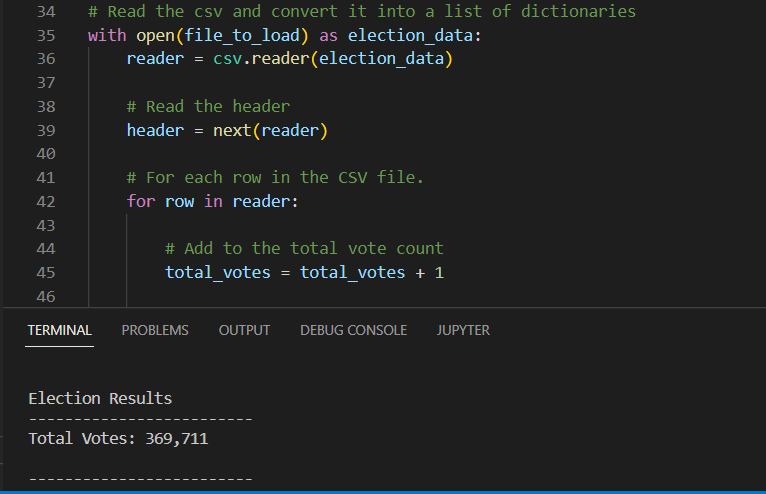 34 # Read the csv and convert it into a list of dictionaries
35 with open(file_to_load) as election_data:
36     reader = csv.reader(election_data)
37
38     # Read the header
39     header = next(reader)
40
41     # For each row in the CSV file.
42     for row in reader:
43
44         # Add to the total vote count
45         total_votes = total_votes + 1
46
TERMINAL PROBLEMS OUTPUT DEBUG CONSOLE JUPYTER
Election Results
-------------------------
Total Votes: 369,711
-------------------------